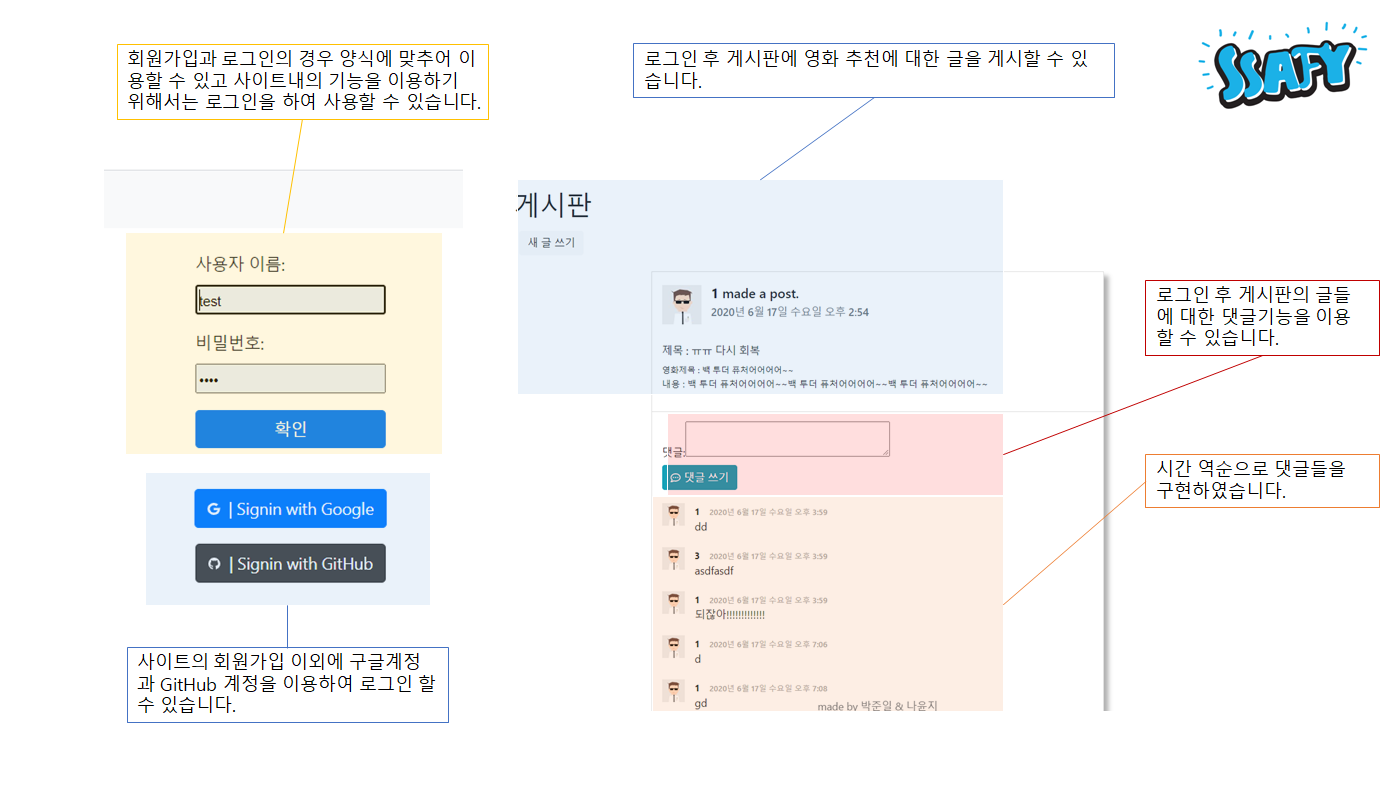 회원가입과 로그인의 경우 양식에 맞추어 이
용할 수 있고 사이트내의 기능을 이용하기
위해서는 로그인을 하여 사용할 수 있습니다.
로그인 후 게시판에 영화 추천에 대한 글을 게시할 수 있
습니다.
SSAFY
사용자 이름:
test
비밀번호:
••••
확인
| Signin with Google
| Signin with GitHub
사이트의 회원가입 이외에 구글계정
과 GitHub 계정을 이용하여 로그인 할
수 있습니다.
게시판
새 글 쓰기
1 made a post.
2020년 6월 17일 수요일 오후 2:54
제목 : ㅠㅠ 다시 회복
영화제목 : 백 투더 퓨처어어어어~~
내용 : 백 투더 퓨처어어어어~~백 투더 퓨처어어어어~~백 투더 퓨처어어어어~~
댓글:
댓글 쓰기
1 2020년 6월 17일 수요일 오후 3:59
dd
3 2020년 6월 17일 수요일 오후 3:59
asdfasdf
1 2020년 6월 17일 수요일 오후 3:59
되잖아!!!!!!!!!!!!!
1 2020년 6월 17일 수요일 오후 7:06
d
1 2020년 6월 17일 수요일 오후 7:08
gd
made by 박준일 & 나윤지
로그인 후 게시판의 글들
에 대한 댓글기능을 이용
할 수 있습니다.
시간 역순으로 댓글들을
구현하였습니다.